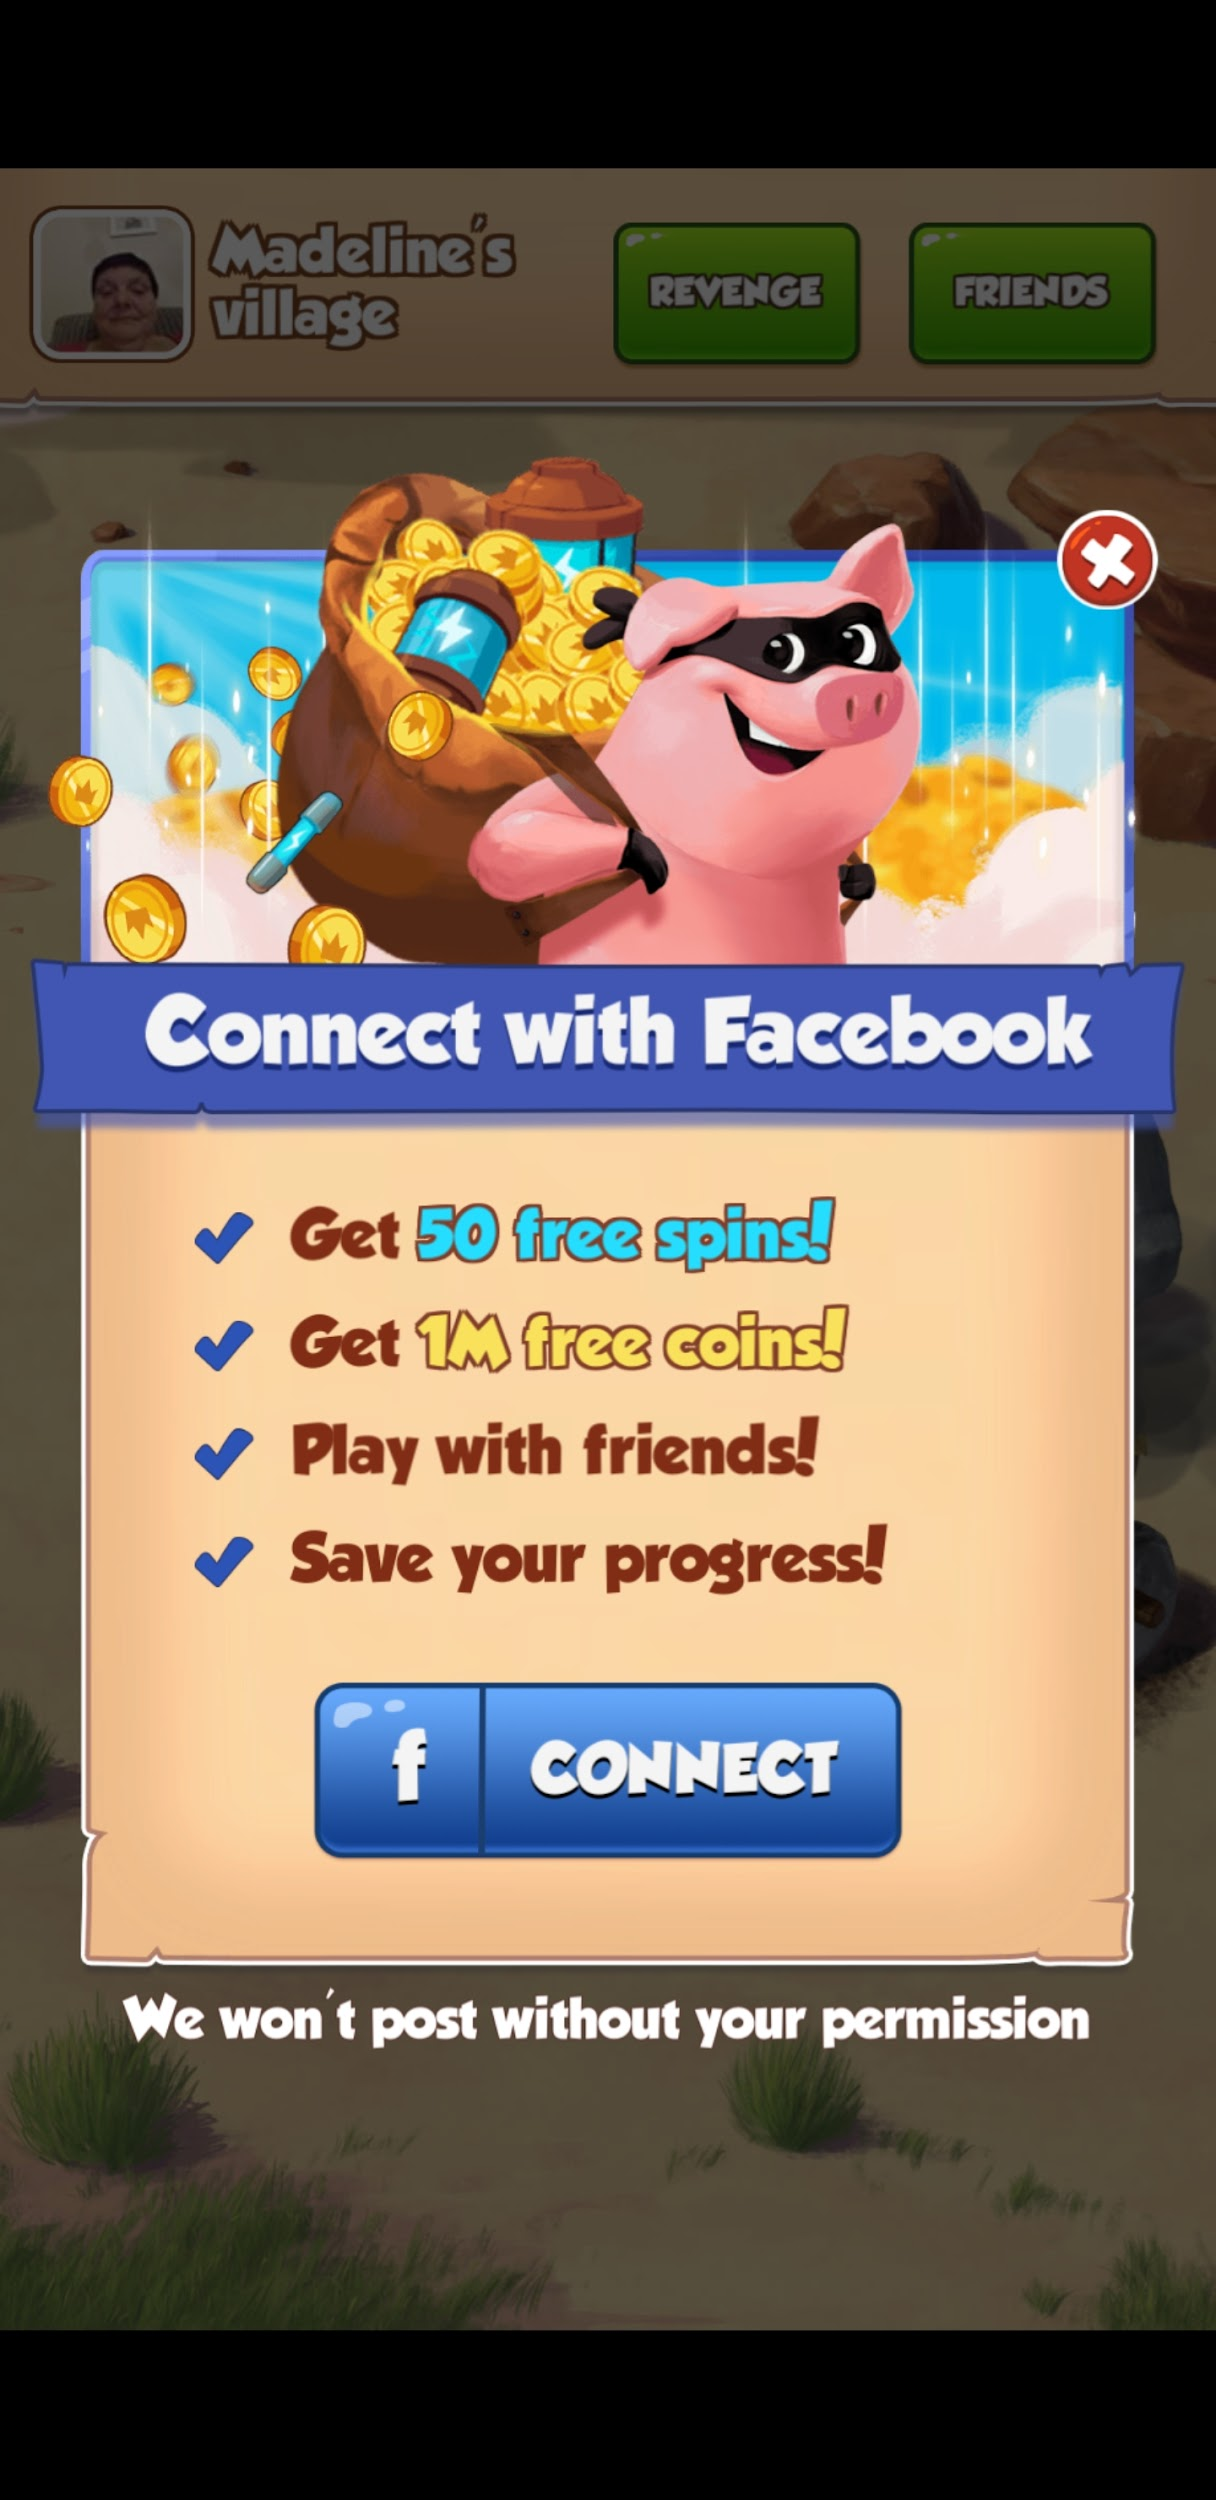 Madeline's
village
REVENGE
FRIENDS
Connect with Facebook
Get 50 free spins!
Get 1M free coins!
Play with friends!
Save your progress!
f CONNECT
We won't post without your permission